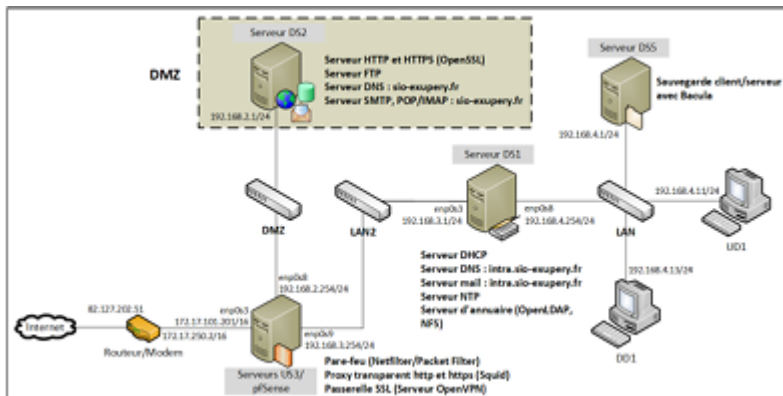 Serveur DS2
DMZ
Serveur HTTP et HTTPS (OpenSSL)
Serveur FTP
Serveur DNS : sio-exupery.fr
Serveur SMTP, POP/IMAP : sio-exupery.fr
192.168.2.1/24
Serveur DS5
Sauvegarde client/serveur
avec Bacula
192.168.4.1/24
Serveur DS1
enp0s3
192.168.3.1/24
enp0s8
192.168.4.254/24
192.168.4.11/24
UD1
DMZ
LAN2
LAN
Serveur DHCP
Serveur DNS : intra.sio-exupery.fr
Serveur mail : intra.sio-exupery.fr
Serveur NTP
Serveur d'annuaire (OpenLDAP,
NFS)
192.168.4.13/24
DD1
enp0s8
192.168.2.254/24
82.127.202.51
enp0s3
172.17.101.201/16
172.17.250.3/16
enp0s9
192.168.3.254/24
Internet
Routeur/Modem
Serveurs US3/
pfSense
Pare-feu (Netfilter/Packet Filter)
Proxy transparent http et https (Squid)
Passerelle SSL (Serveur OpenVPN)